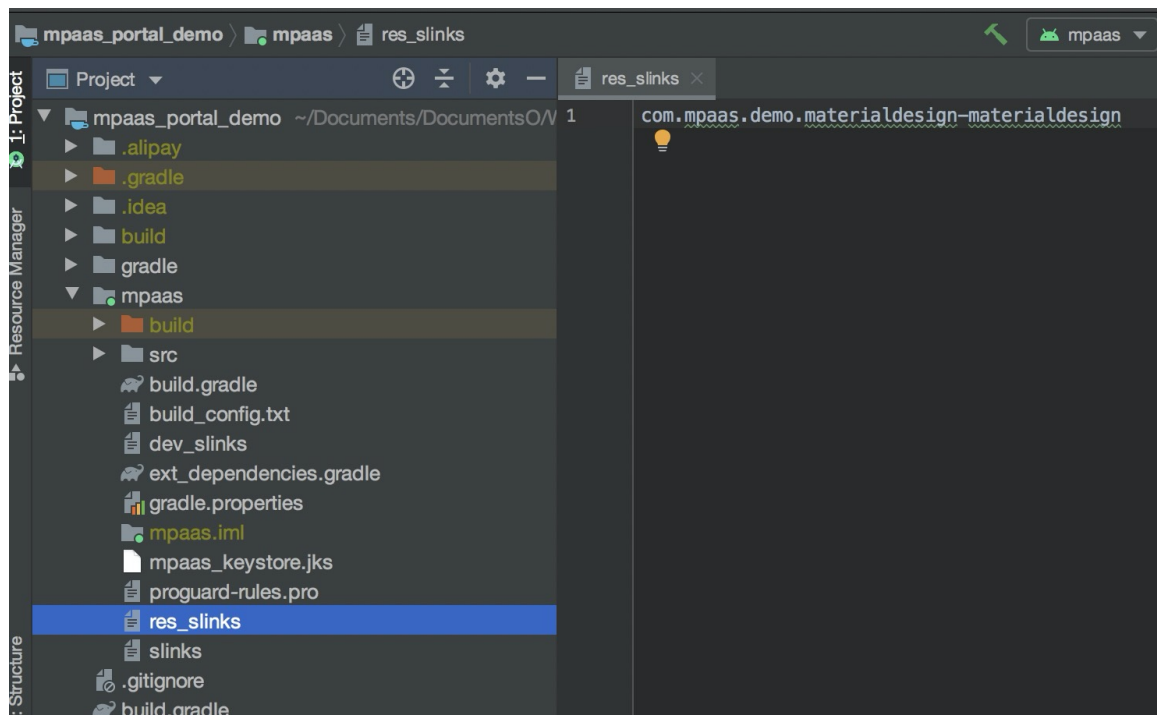 mpaas_portal_demo mpaas res_slinks mpaas
Project res_slinks
1: Project
Resource Manager
: Structure
mpaas_portal_demo ~/Documents/DocumentsO/
.alipay
.gradle
.idea
build
gradle
mpaas
build
src
build.gradle
build_config.txt
dev_slinks
ext_dependencies.gradle
gradle.properties
mpaas.iml
mpaas_keystore.jks
proguard-rules.pro
res_slinks
slinks
.gitignore
build.gradle
1 com.mpaas.demo.materialdesign-materialdesign